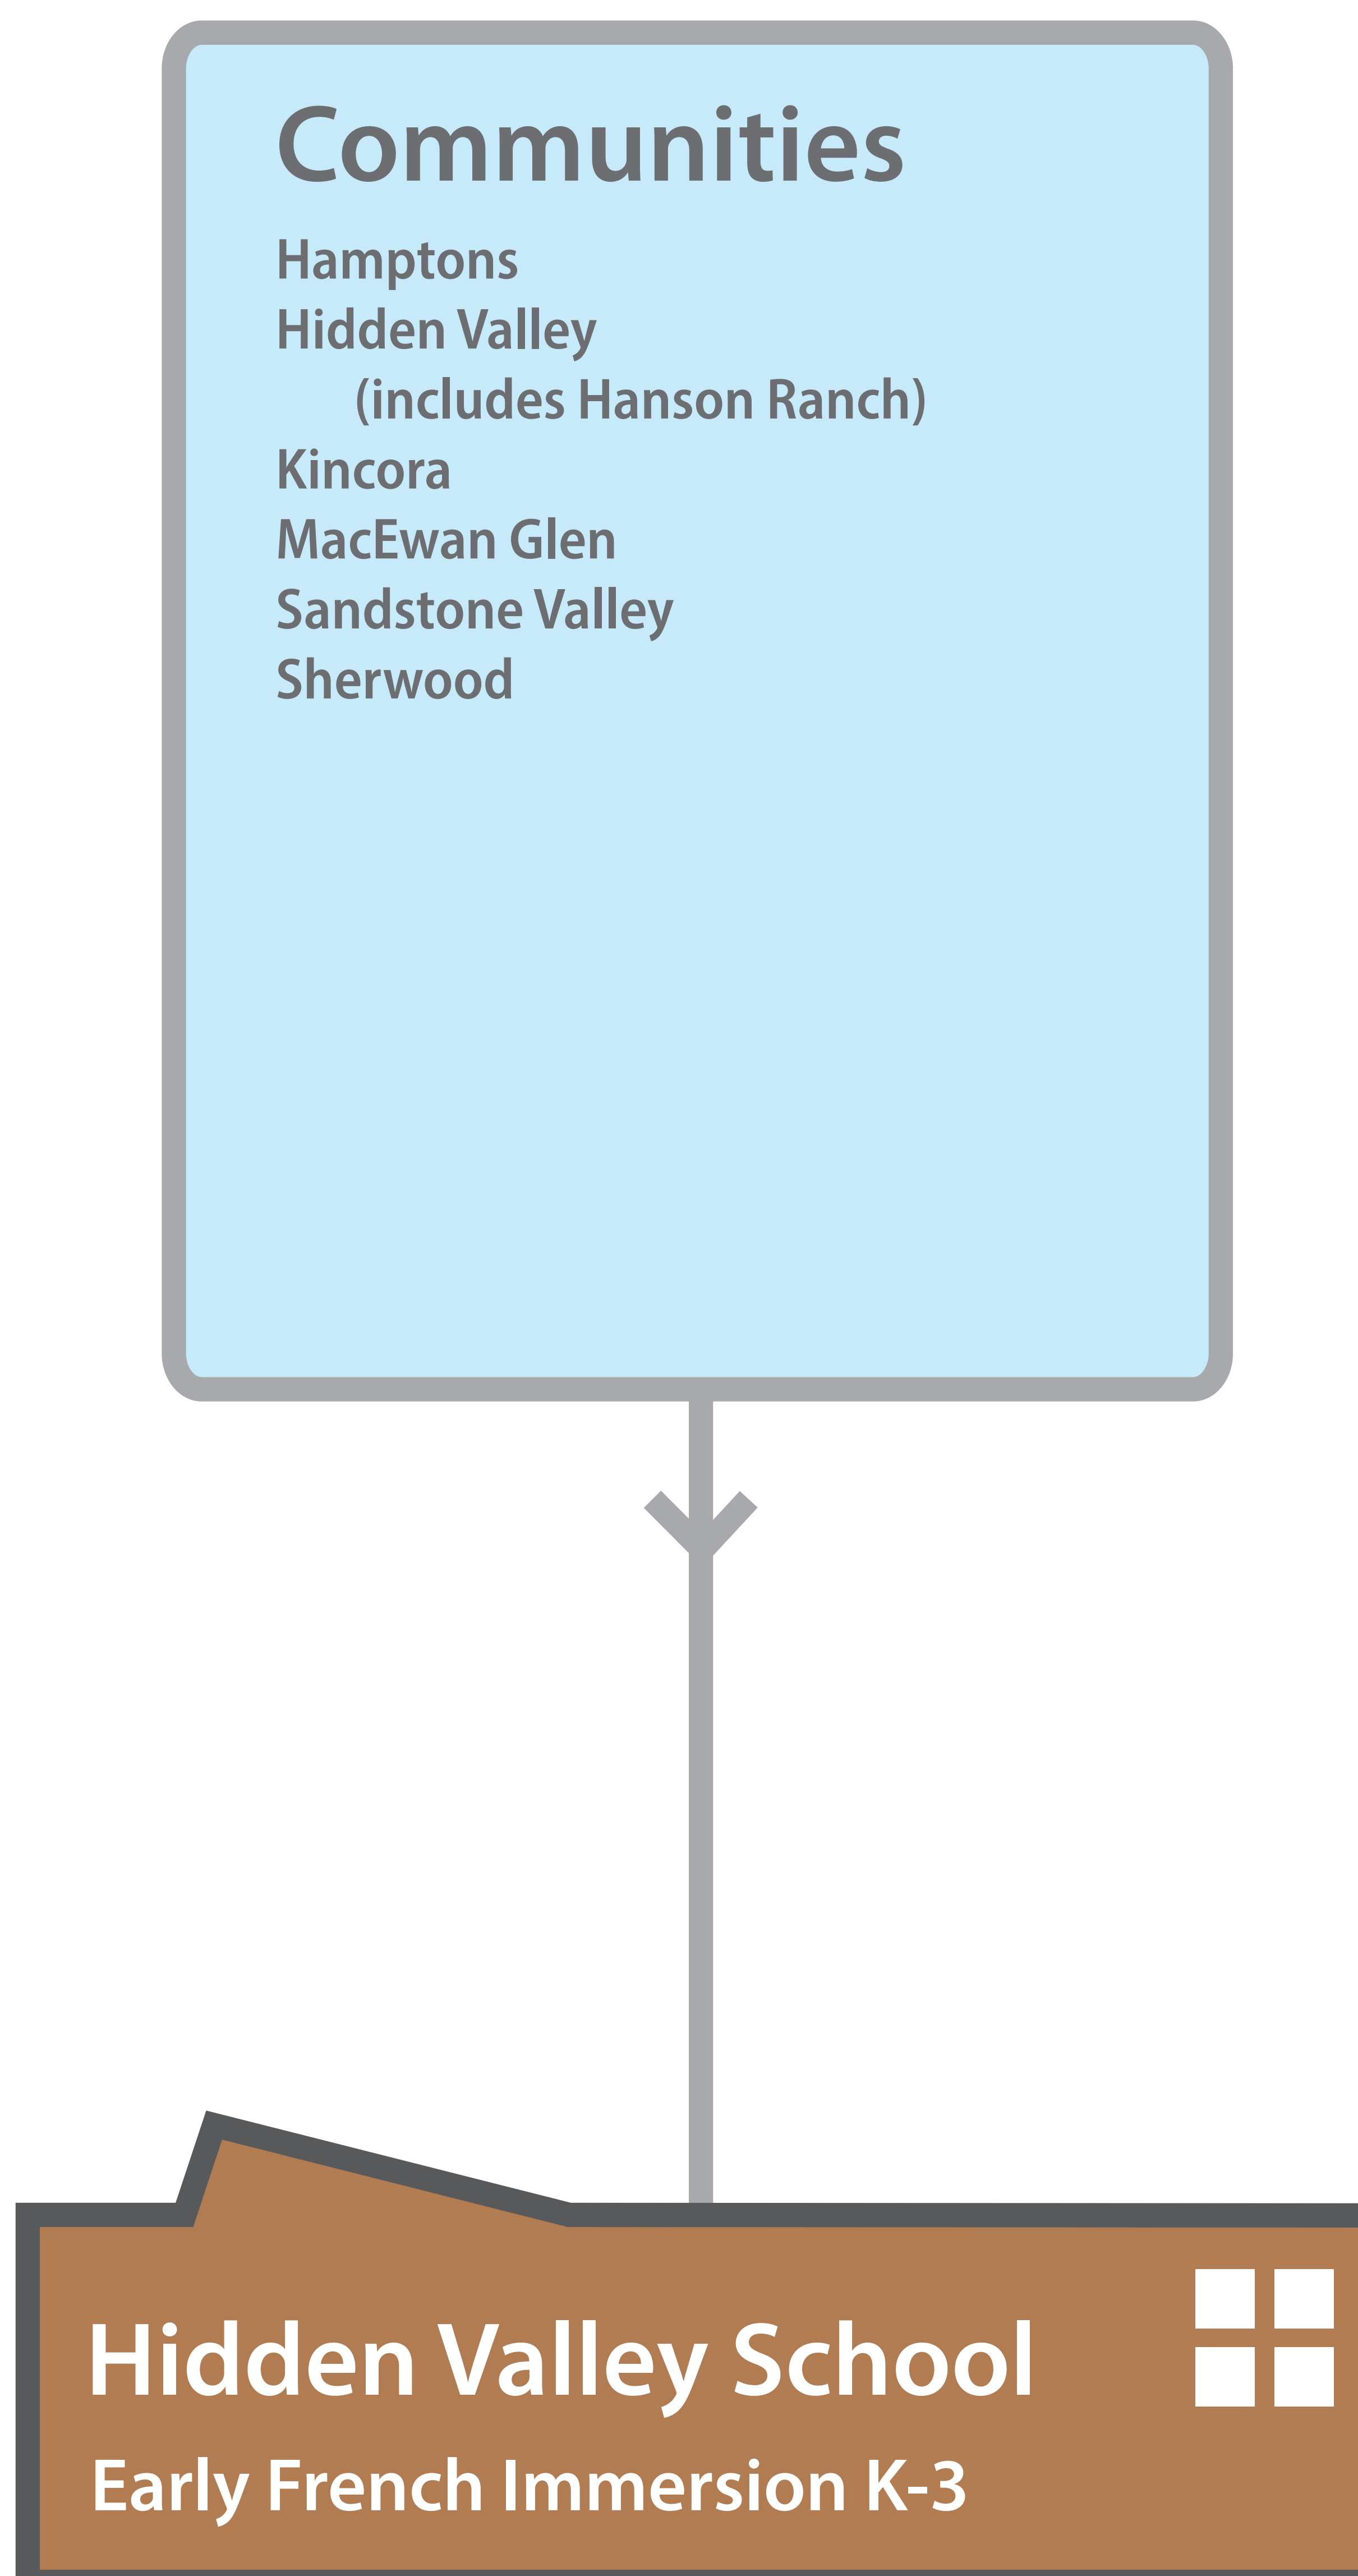 Communities
Hamptons
Hidden Valley
(includes Hanson Ranch)
Kincora
MacEwan Glen
Sandstone Valley
Sherwood
Hidden Valley School
Early French Immersion K-3